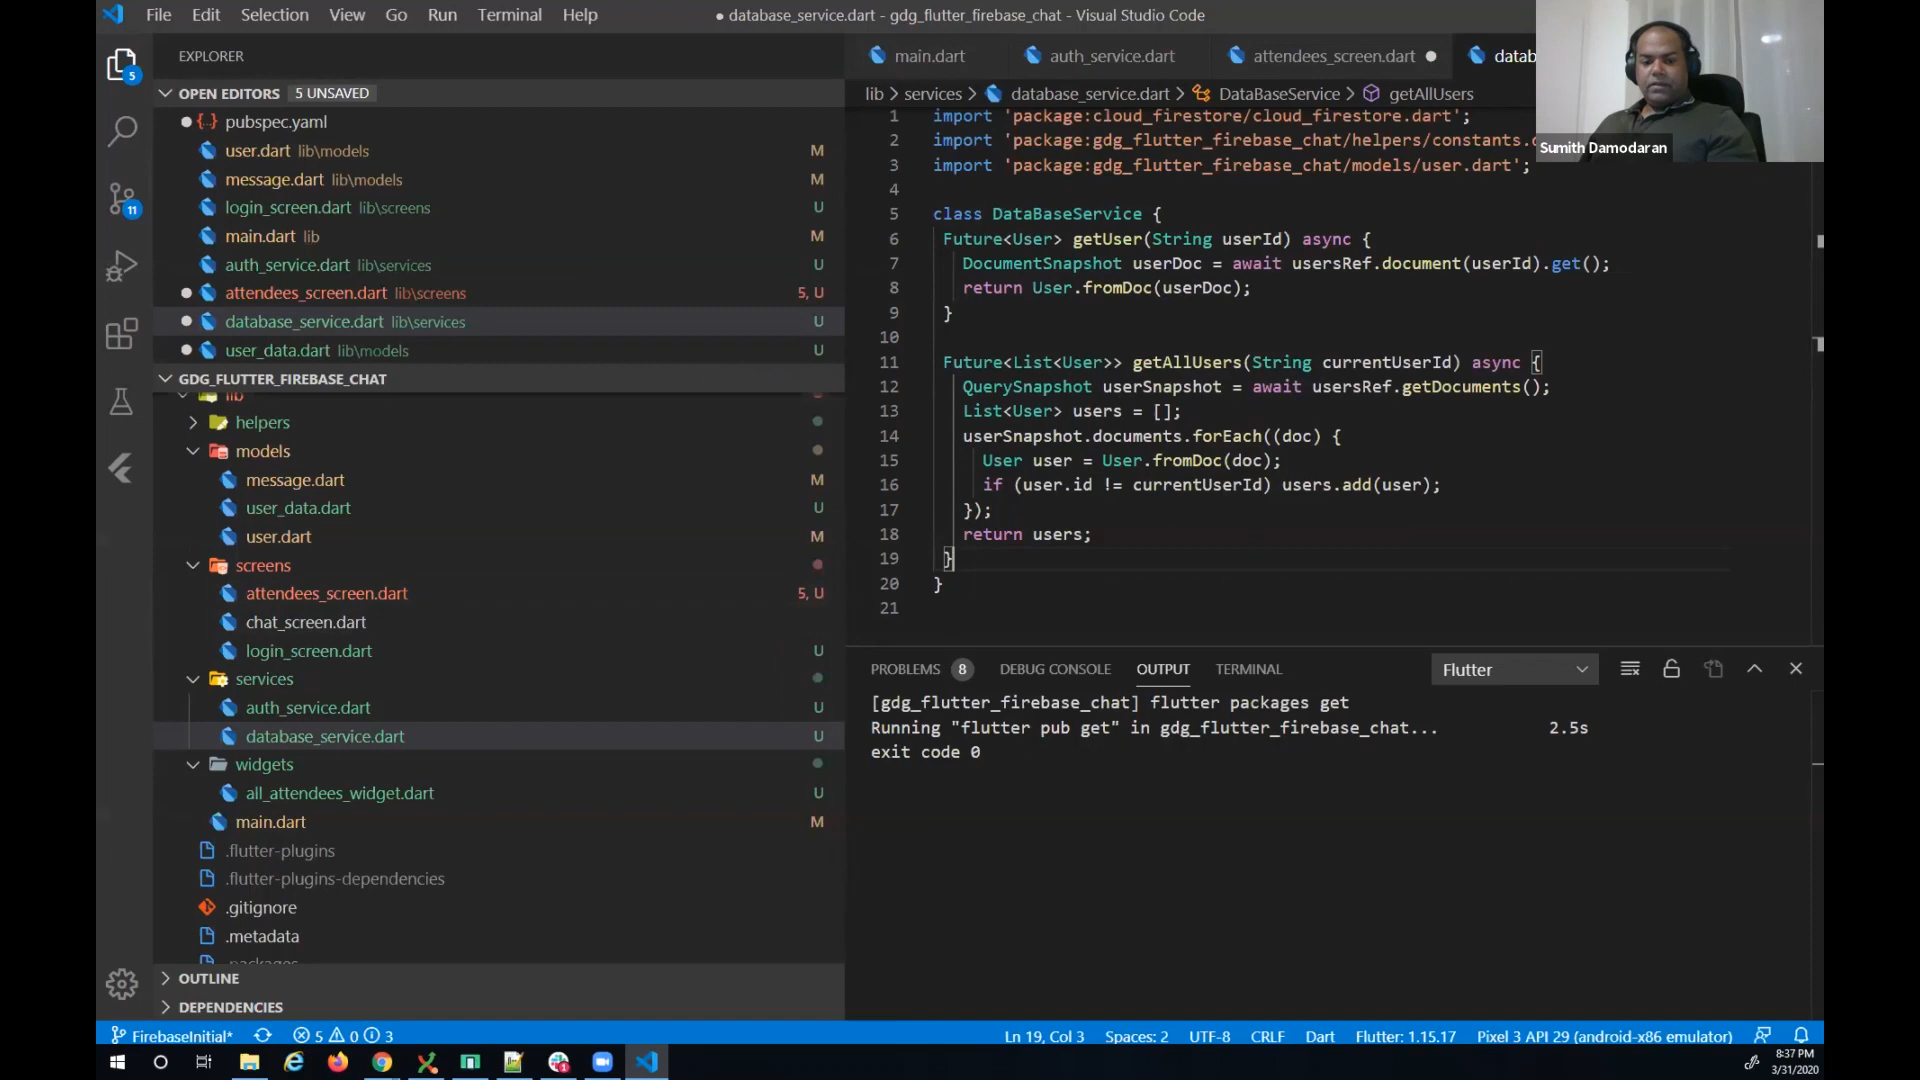 File Edit Selection View Go Run Terminal Help
● database_service.dart - gdg_flutter_firebase_chat - Visual Studio Code
EXPLORER
OPEN EDITORS 5 UNSAVED
pubspec.yaml
user.dart lib\models M
message.dart lib\models M
login_screen.dart lib\screens U
main.dart lib M
auth_service.dart lib\services U
attendees_screen.dart lib\screens 5, U
database_service.dart lib\services U
user_data.dart lib\models U
GDG_FLUTTER_FIREBASE_CHAT
lib
helpers
models
message.dart M
user_data.dart U
user.dart M
screens
attendees_screen.dart 5, U
chat_screen.dart
login_screen.dart U
services
auth_service.dart U
database_service.dart U
widgets
all_attendees_widget.dart U
main.dart M
.flutter-plugins
.flutter-plugins-dependencies
.gitignore
.metadata
.packages
OUTLINE
DEPENDENCIES
5
11
main.dart auth_service.dart attendees_screen.dart datab
lib > services > database_service.dart > DataBaseService > getAllUsers
1 import 'package:cloud_firestore/cloud_firestore.dart';
2 import 'package:gdg_flutter_firebase_chat/helpers/constants.
3 import 'package:gdg_flutter_firebase_chat/models/user.dart';
4
5 class DataBaseService {
6 Future<User> getUser(String userId) async {
7 DocumentSnapshot userDoc = await usersRef.document(userId).get();
8 return User.fromDoc(userDoc);
9 }
10
11 Future<List<User>> getAllUsers(String currentUserId) async {
12 QuerySnapshot userSnapshot = await usersRef.getDocuments();
13 List<User> users = [];
14 userSnapshot.documents.forEach((doc) {
15 User user = User.fromDoc(doc);
16 if (user.id != currentUserId) users.add(user);
17 });
18 return users;
19 }
20 }
21
Sumith Damodaran
PROBLEMS 8 DEBUG CONSOLE OUTPUT TERMINAL Flutter
[gdg_flutter_firebase_chat] flutter packages get
Running "flutter pub get" in gdg_flutter_firebase_chat... 2.5s
exit code 0
FirebaseInitial* 5 0 3 Ln 19, Col 3 Spaces: 2 UTF-8 CRLF Dart Flutter: 1.15.17 Pixel 3 API 29 (android-x86 emulator)
8:37 PM
3/31/2020